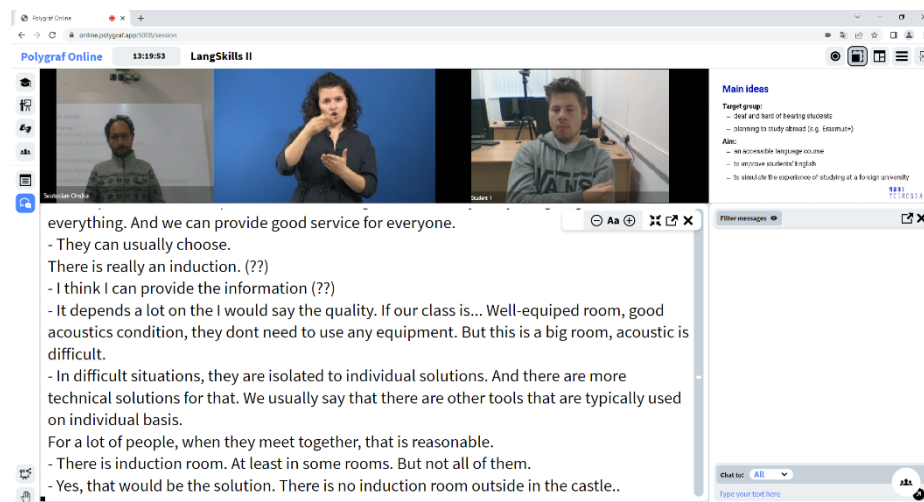 Polygraf Online
online.polygraf.app:5001/session
Polygraf Online
13:19:53
LangSkills II
Svatoslav Ondra
Student I
everything. And we can provide good service for everyone.
- They can usually choose.
There is really an induction. (??)
- I think I can provide the information (??)
- It depends a lot on the I would say the quality. If our class is... Well-equiped room, good
acoustics condition, they dont need to use any equipment. But this is a big room, acoustic is
difficult.
- In difficult situations, they are isolated to individual solutions. And there are more
technical solutions for that. We usually say that there are other tools that are typically used
on individual basis.
For a lot of people, when they meet together, that is reasonable.
- There is induction room. At least in some rooms. But not all of them.
- Yes, that would be the solution. There is no induction room outside in the castle..
Aa
Main ideas
Target group:
– deaf and hard of hearing students
– planning to study abroad (e.g. Erasmus+)
Aim:
– an accessible language course
– to improve students' English
– to simulate the experience of studying at a foreign university
MUNI
TEIRESIAS
Filter messages
Chat to: All
Type your text here